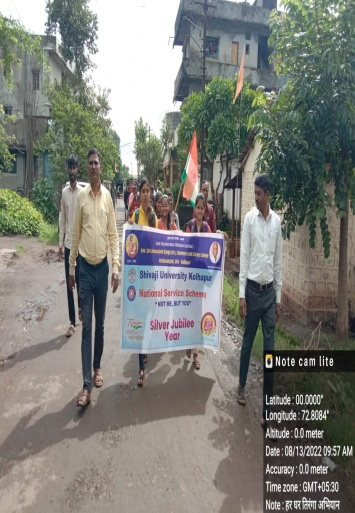 Shivaji University Kolhapur
National Service Scheme
" NOT ME, BUT YOU"
Silver Jubilee
Year
Note cam lite
Latitude : 00.0000°
Longitude : 72.8084°
Altitude : 0.0 meter
Date : 08/13/2022 09:57 AM
Accuracy : 0.0 meter
Time zone : GMT+05:30
Note : हर घर तिरंगा अभियान